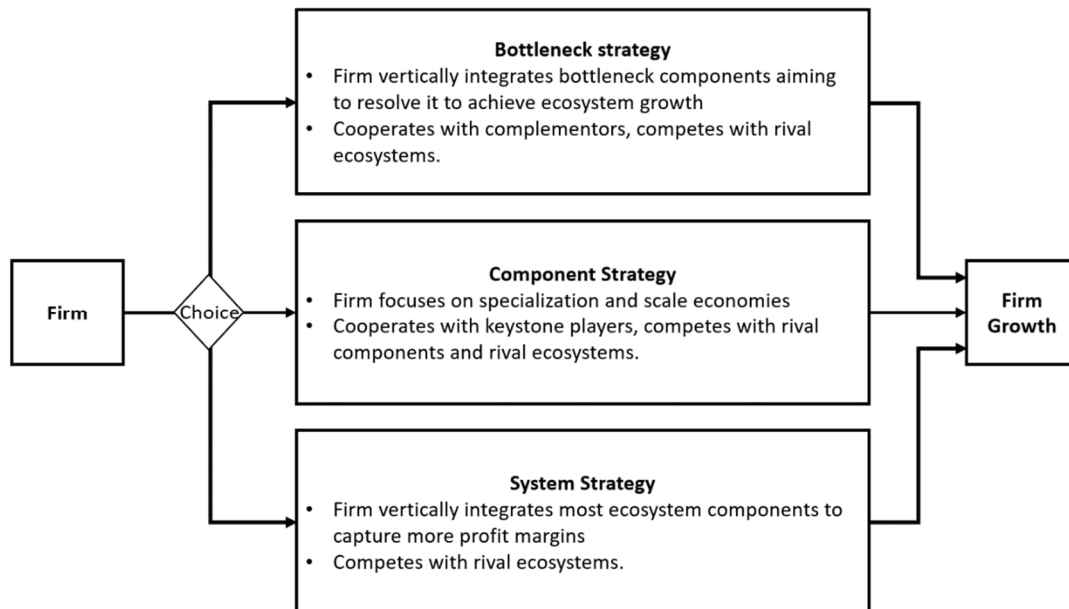 Bottleneck strategy
• Firm vertically integrates bottleneck components aiming
to resolve it to achieve ecosystem growth
• Cooperates with complementors, competes with rival
ecosystems.
Firm
Choice
Component Strategy
• Firm focuses on specialization and scale economies
• Cooperates with keystone players, competes with rival
components and rival ecosystems.
Firm
Growth
System Strategy
• Firm vertically integrates most ecosystem components to
capture more profit margins
• Competes with rival ecosystems.